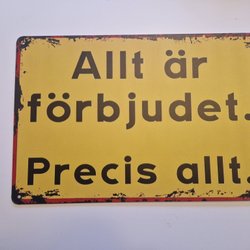 Allt är
förbjudet.
Precis allt.